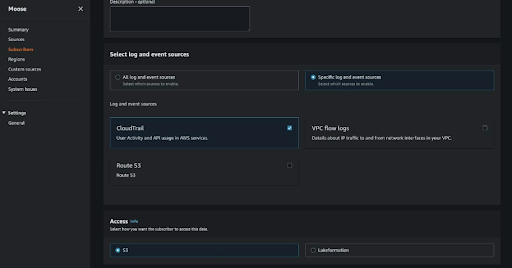 Moose
Summary
Sources
Subscribers
Regions
Custom sources
Accounts
System Issues
Settings
General
Description - optional
Select log and event sources
All log and event sources
Select which sources to enable.
Specific log and event sources
Select which sources to enable.
Log and event sources
CloudTrail
User Activity and API usage in AWS services.
VPC flow logs
Details about IP traffic to and from network interfaces in your VPC.
Route 53
Route 53
Access Info
Select how you want the subscriber to access this data.
S3
Lakeformation